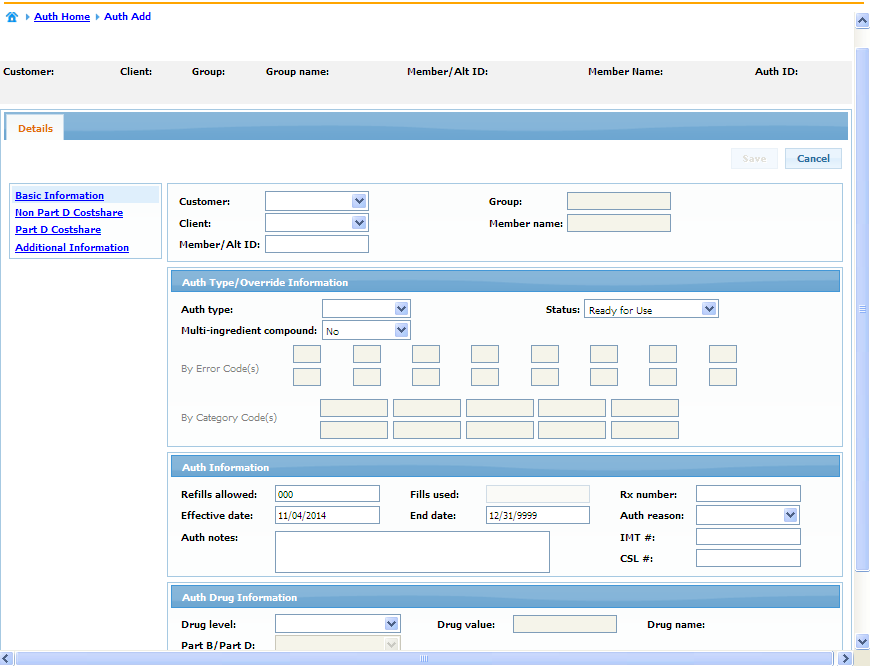 Auth Home Auth Add
Customer: Client: Group: Group name: Member/Alt ID: Member Name: Auth ID:
Details
Save Cancel
Basic Information
Non Part D Costshare
Part D Costshare
Additional Information
Customer: Group:
Client: Member name:
Member/Alt ID:
Auth Type/Override Information
Auth type: Status: Ready for Use
Multi-ingredient compound: No
By Error Code(s)
By Category Code(s)
Auth Information
Refills allowed: 000 Fills used: Rx number:
Effective date: 11/04/2014 End date: 12/31/9999 Auth reason:
Auth notes: IMT #:
CSL #:
Auth Drug Information
Drug level: Drug value: Drug name:
Part B/Part D: